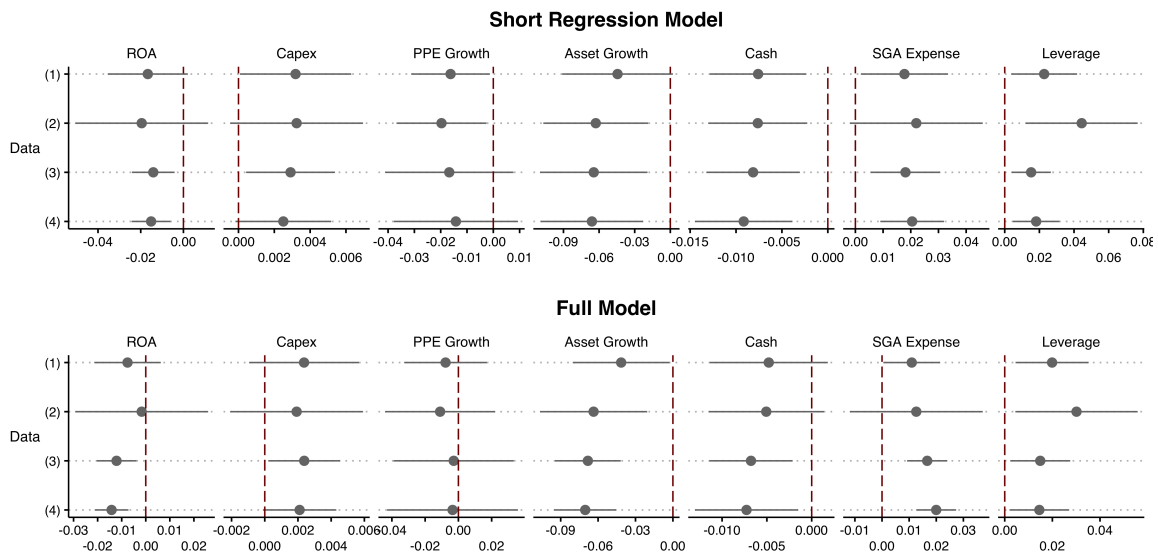 Short Regression Model
ROA Capex PPE Growth Asset Growth Cash SGA Expense Leverage
(1)
(2)
Data
(3)
(4)
-0.04 0.00 0.000 0.004 -0.04 -0.02 0.00 -0.09 -0.03 -0.015 -0.005 0.00 0.02 0.04 0.00 0.04 0.08
-0.02 0.002 0.006 -0.03 -0.01 0.01 -0.06 0.00 -0.010 0.000 0.01 0.03 0.02 0.06
Full Model
ROA Capex PPE Growth Asset Growth Cash SGA Expense Leverage
(1)
(2)
Data
(3)
(4)
-0.03 -0.01 0.01 -0.002 0.002 0.006 -0.04 0.00 -0.09 -0.03 -0.010 0.000 -0.01 0.01 0.03 0.00 0.04
-0.02 0.00 0.02 0.000 0.004 -0.02 0.02 -0.06 0.00 -0.005 0.00 0.02 0.02